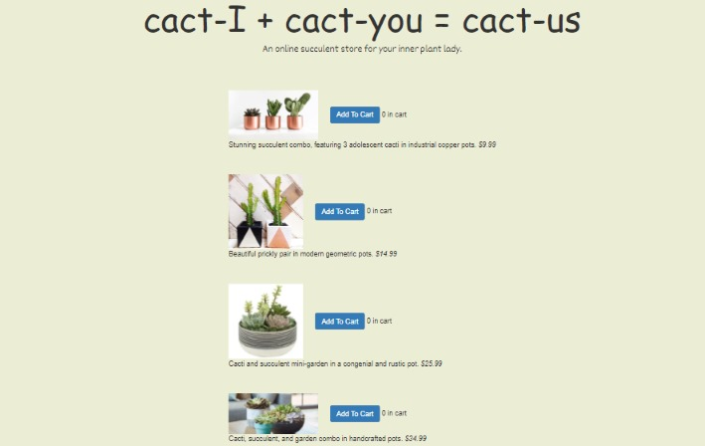 cact-I + cact-you = cact-us
An online succulent store for your inner plant lady.
Add To Cart 0 in cart
Stunning succulent combo, featuring 3 adolescent cacti in industrial copper pots. $9.99
Add To Cart 0 in cart
Beautiful prickly pair in modern geometric pots. $14.99
Add To Cart 0 in cart
Cacti and succulent mini-garden in a congenial and rustic pot. $25.99
Add To Cart 0 in cart
Cacti, succulent, and garden combo in handcrafted pots. $34.99